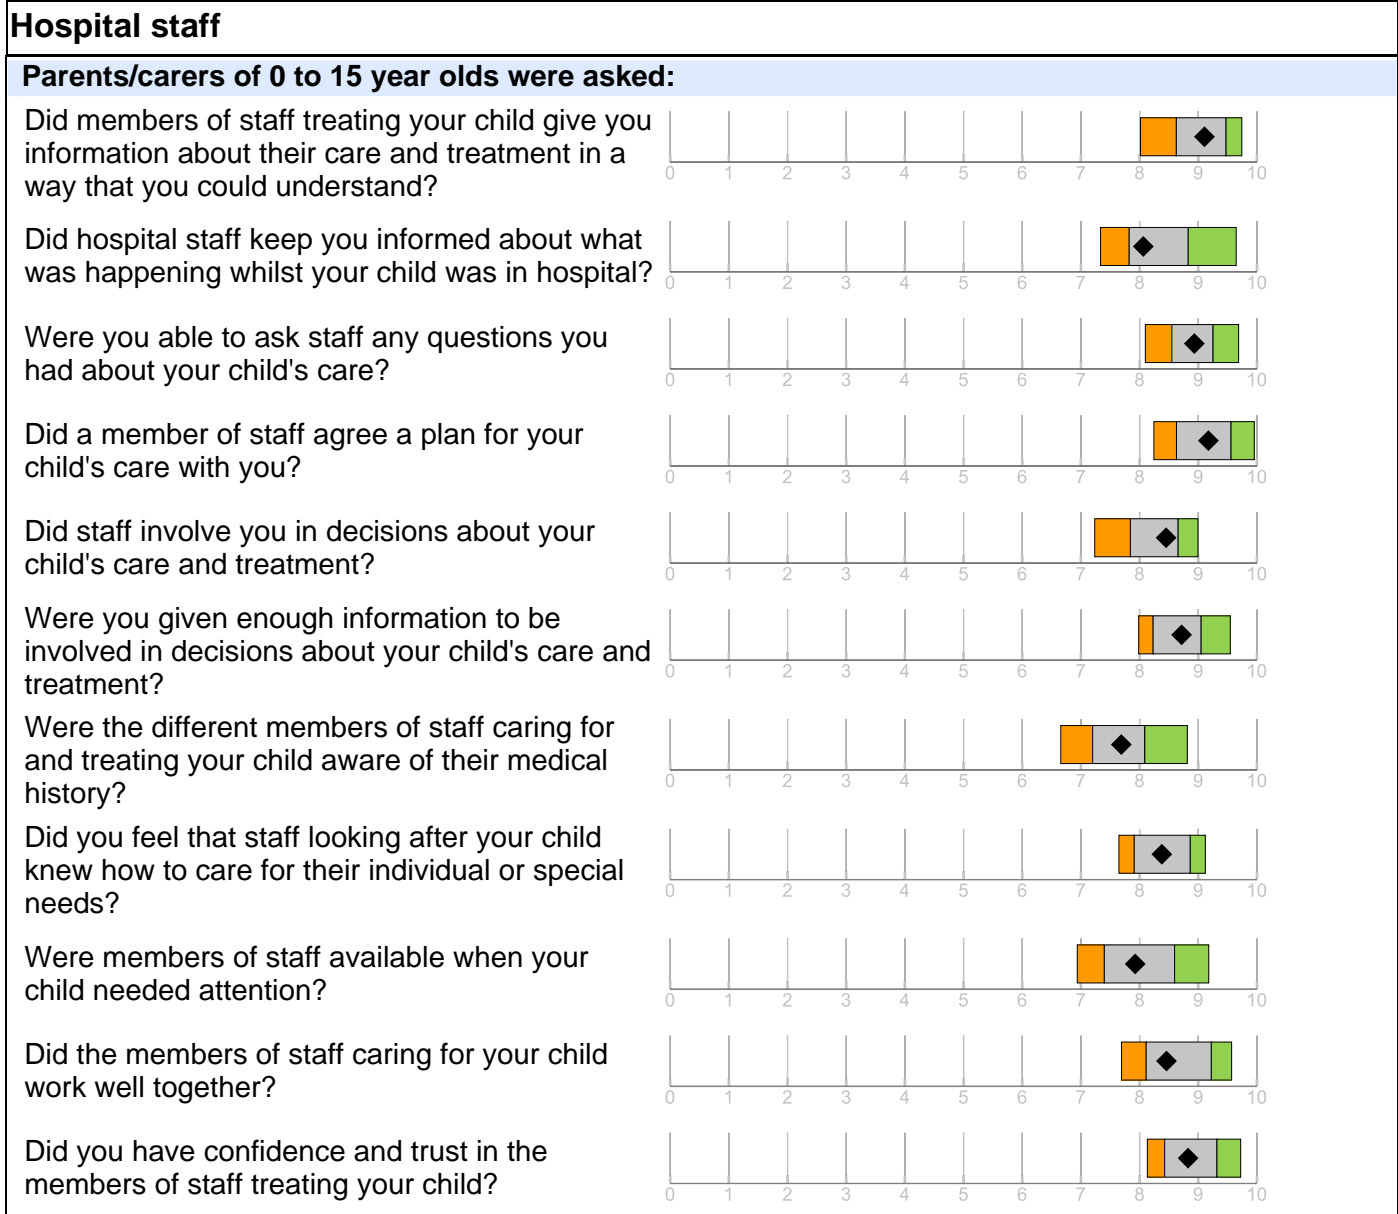 Hospital staff
Parents/carers of 0 to 15 year olds were asked:
Did members of staff treating your child give you
information about their care and treatment in a
way that you could understand?
0 1 2 3 4 5 6 7 8 9 10
Did hospital staff keep you informed about what
was happening whilst your child was in hospital?
0 1 2 3 4 5 6 7 8 9 10
Were you able to ask staff any questions you
had about your child's care?
0 1 2 3 4 5 6 7 8 9 10
Did a member of staff agree a plan for your
child's care with you?
0 1 2 3 4 5 6 7 8 9 10
Did staff involve you in decisions about your
child's care and treatment?
0 1 2 3 4 5 6 7 8 9 10
Were you given enough information to be
involved in decisions about your child's care and
treatment?
0 1 2 3 4 5 6 7 8 9 10
Were the different members of staff caring for
and treating your child aware of their medical
history?
0 1 2 3 4 5 6 7 8 9 10
Did you feel that staff looking after your child
knew how to care for their individual or special
needs?
0 1 2 3 4 5 6 7 8 9 10
Were members of staff available when your
child needed attention?
0 1 2 3 4 5 6 7 8 9 10
Did the members of staff caring for your child
work well together?
0 1 2 3 4 5 6 7 8 9 10
Did you have confidence and trust in the
members of staff treating your child?
0 1 2 3 4 5 6 7 8 9 10